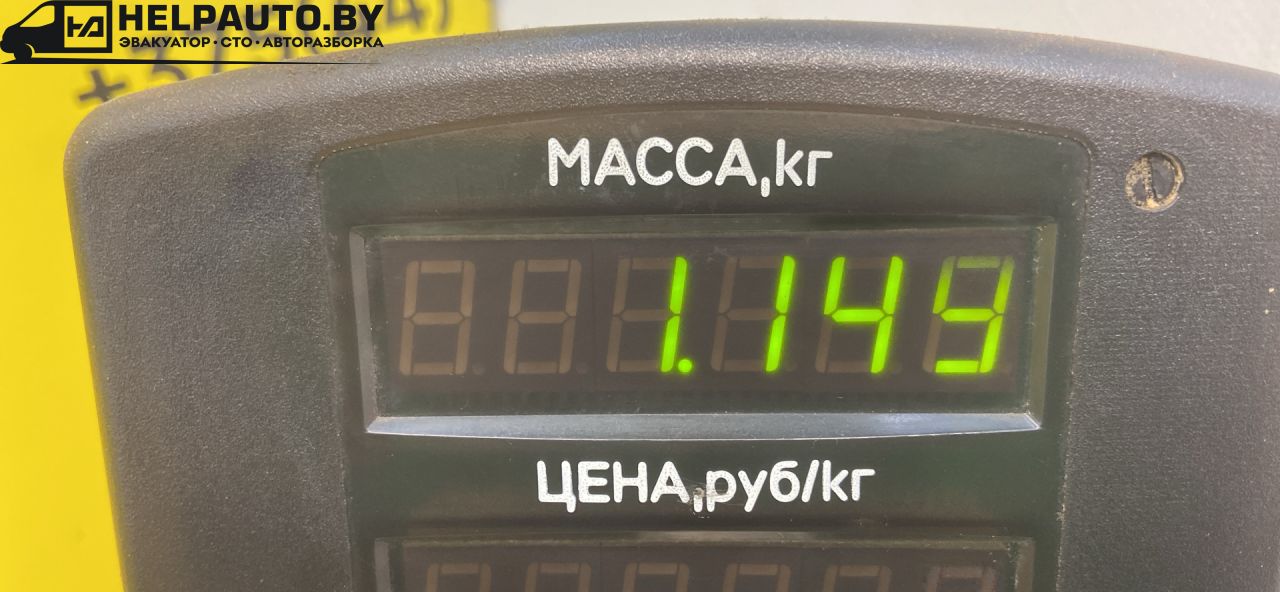 HELPAUTO.BY
ЭВАКУАТОР · СТО · АВТОРАЗБОРКА
МАССА,кг
1.149
ЦЕНА,руб/кг